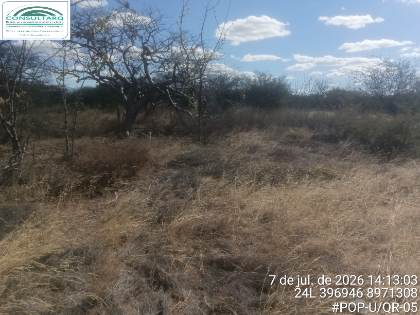 CONSULTARQ
7 de jul. de 2026 14:13:03
24L 396946 8971308
#POP-U/QR-05